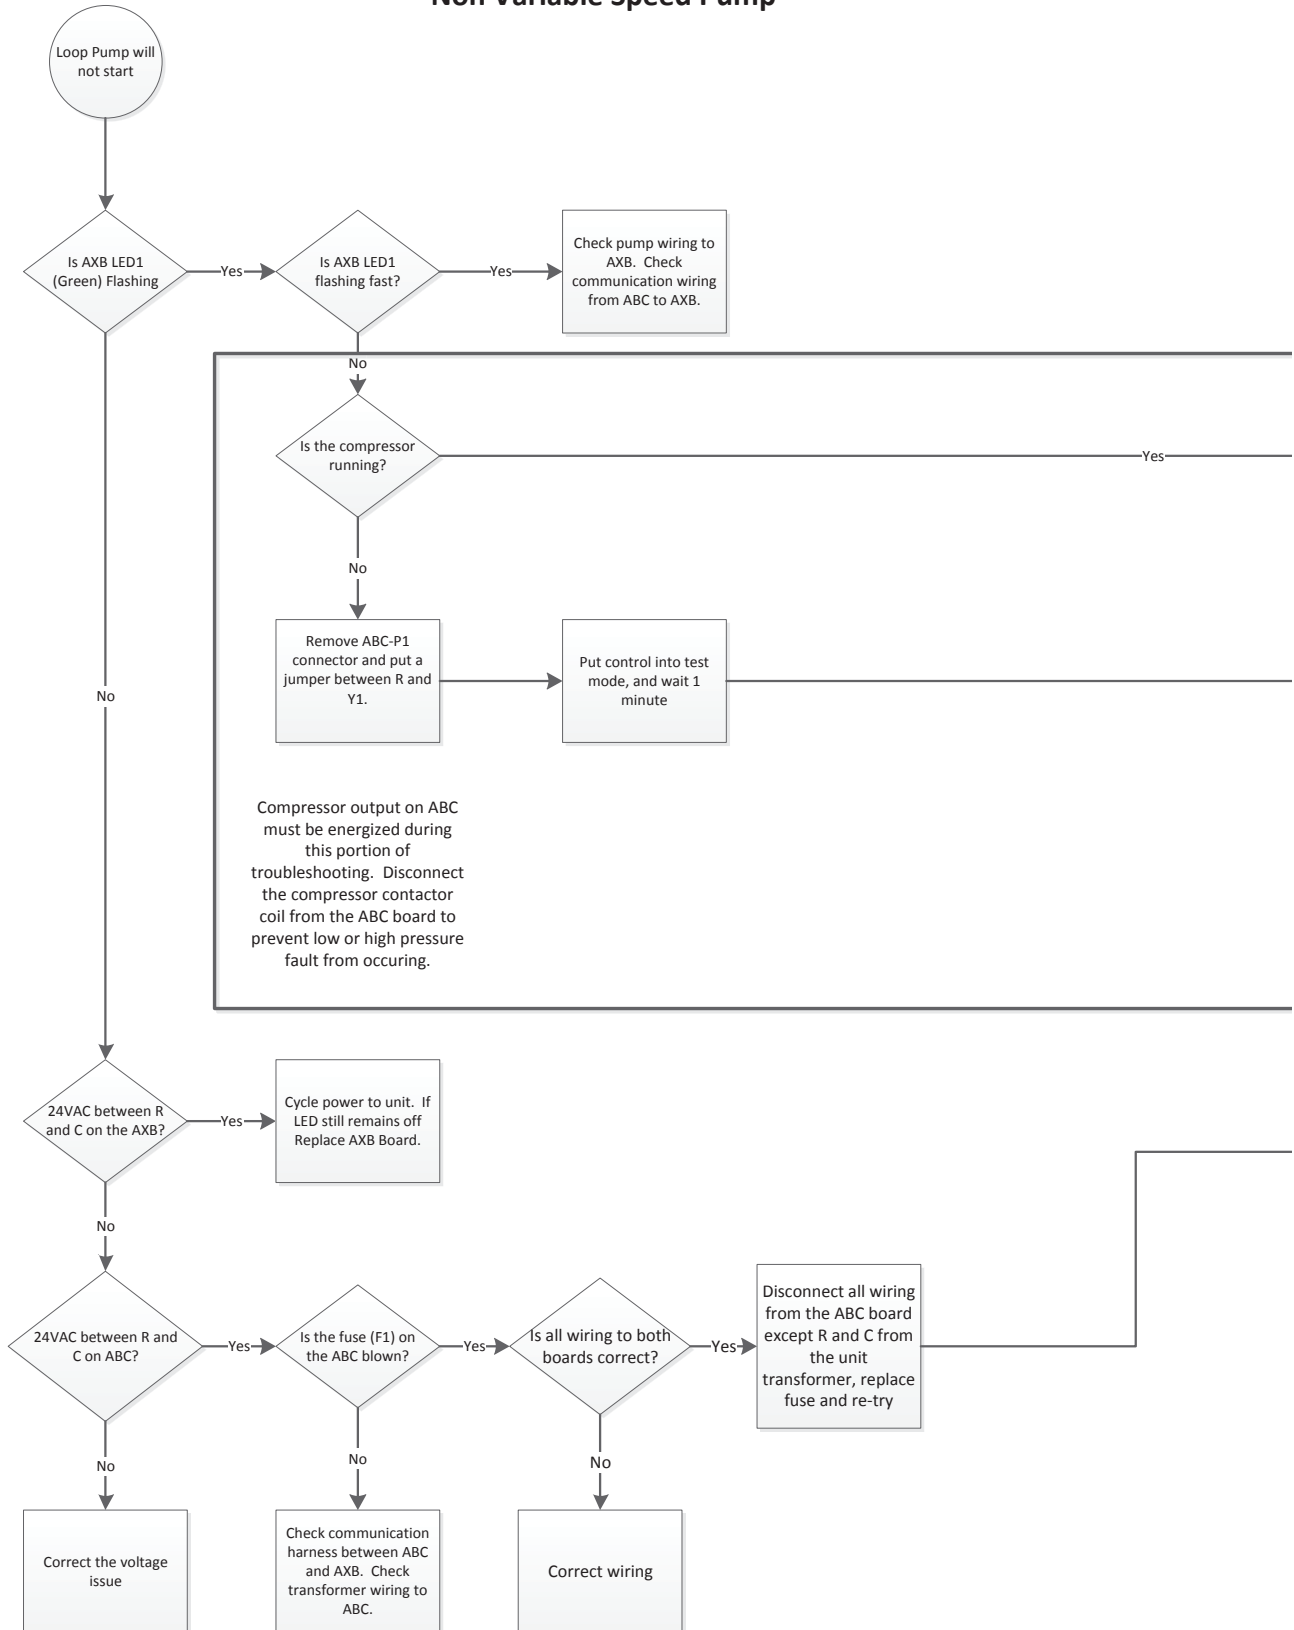 Non Variable Speed Pump
Loop Pump will
not start
Is AXB LED1
(Green) Flashing
Yes
Is AXB LED1
flashing fast?
Yes
Check pump wiring to
AXB. Check
communication wiring
from ABC to AXB.
No
Is the compressor
running?
Yes
No
Remove ABC-P1
connector and put a
jumper between R and
Y1.
Put control into test
mode, and wait 1
minute
No
Compressor output on ABC
must be energized during
this portion of
troubleshooting. Disconnect
the compressor contactor
coil from the ABC board to
prevent low or high pressure
fault from occuring.
24VAC between R
and C on the AXB?
Yes
Cycle power to unit. If
LED still remains off
Replace AXB Board.
No
24VAC between R and
C on ABC?
Yes
Is the fuse (F1) on
the ABC blown?
Yes
Is all wiring to both
boards correct?
Yes
Disconnect all wiring
from the ABC board
except R and C from
the unit
transformer, replace
fuse and re-try
No
No
No
Correct the voltage
issue
Check communication
harness between ABC
and AXB. Check
transformer wiring to
ABC.
Correct wiring